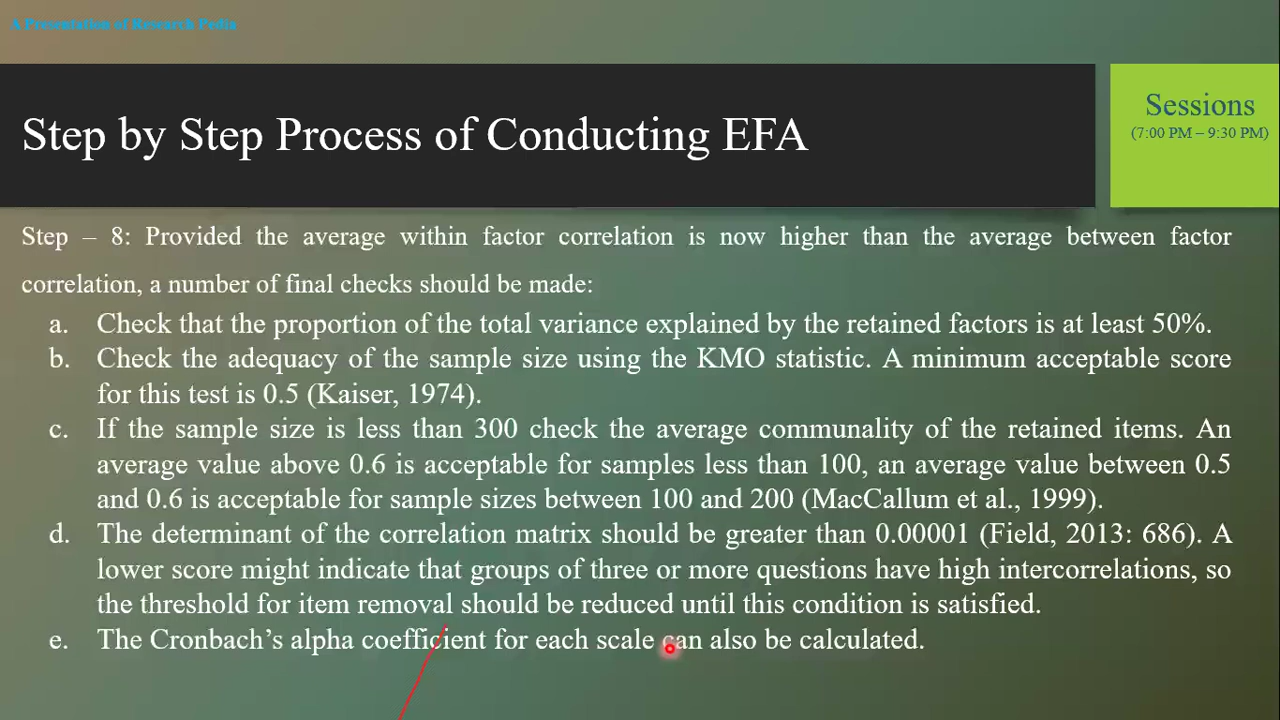 A Presentation of Research Pedia
Step by Step Process of Conducting EFA
Sessions
(7:00 PM – 9:30 PM)
Step – 8: Provided the average within factor correlation is now higher than the average between factor
correlation, a number of final checks should be made:
a. Check that the proportion of the total variance explained by the retained factors is at least 50%.
b. Check the adequacy of the sample size using the KMO statistic. A minimum acceptable score
for this test is 0.5 (Kaiser, 1974).
c. If the sample size is less than 300 check the average communality of the retained items. An
average value above 0.6 is acceptable for samples less than 100, an average value between 0.5
and 0.6 is acceptable for sample sizes between 100 and 200 (MacCallum et al., 1999).
d. The determinant of the correlation matrix should be greater than 0.00001 (Field, 2013: 686). A
lower score might indicate that groups of three or more questions have high intercorrelations, so
the threshold for item removal should be reduced until this condition is satisfied.
e. The Cronbach's alpha coefficient for each scale can also be calculated.